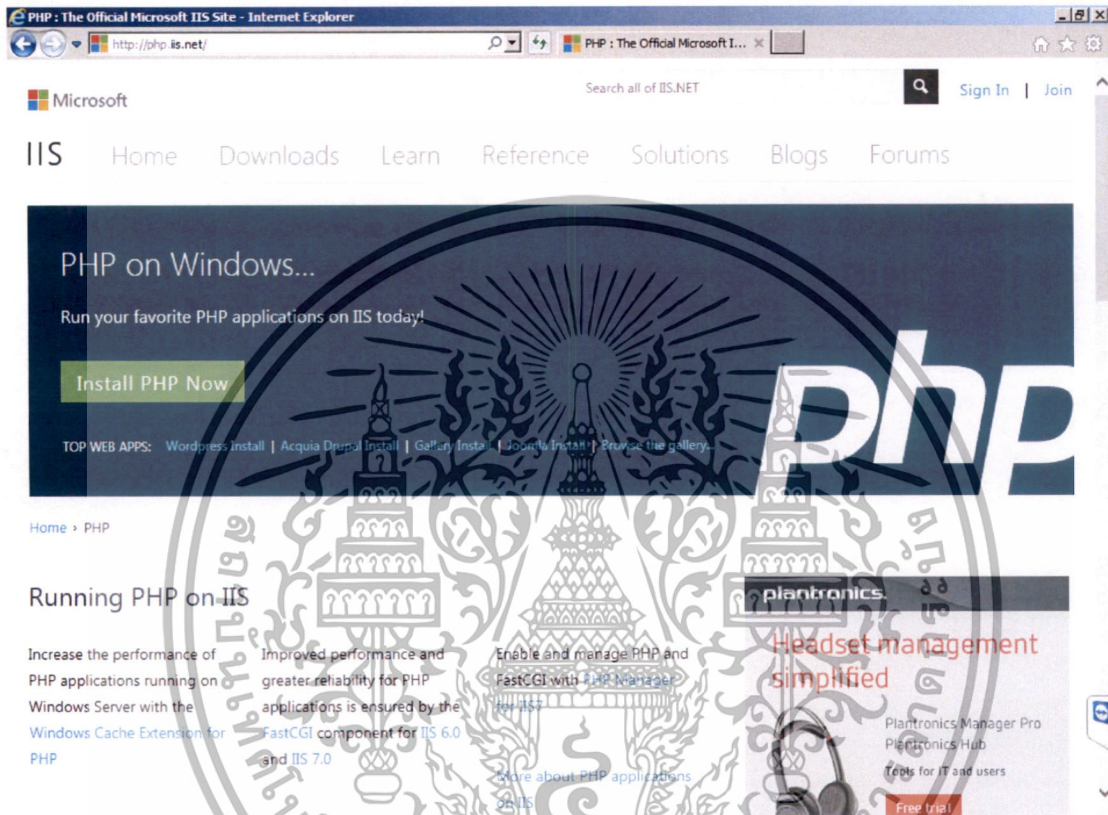 PHP : The Official Microsoft IIS Site - Internet Explorer
http://php.iis.net/
PHP : The Official Microsoft I...
Microsoft
Search all of IIS.NET
Sign In | Join
IIS Home Downloads Learn Reference Solutions Blogs Forums
PHP on Windows...
Run your favorite PHP applications on IIS today!
Install PHP Now
php
TOP WEB APPS: Wordpress Install | Acquia Drupal Install | Gallery Install | Joomla Install | Browse the gallery...
Home › PHP
Running PHP on IIS
Increase the performance of
PHP applications running on
Windows Server with the
Windows Cache Extension for
PHP
Improved performance and
greater reliability for PHP
applications is ensured by the
FastCGI component for IIS 6.0
and IIS 7.0
Enable and manage PHP and
FastCGI with PHP Manager
for IIS7
More about PHP applications
on IIS
plantronics.
Headset management
simplified
Plantronics Manager Pro
Plantronics Hub
Tools for IT and users
Free trial